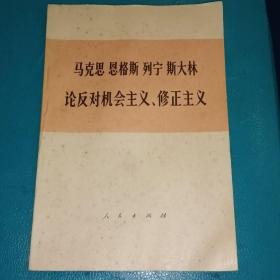 马克思 恩格斯 列宁 斯大林
论反对机会主义、修正主义
人民出版社